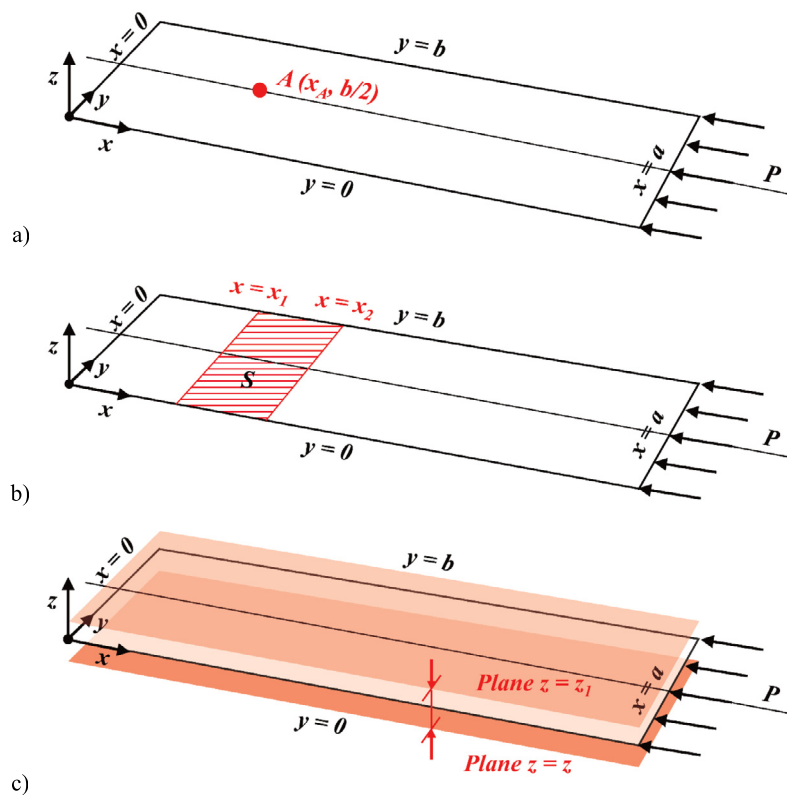 y = b
x = 0
z
A (x_A, b/2)
y
x
x = a
P
y = 0
a)
x = x_1
x = x_2
y = b
x = 0
z
y
S
x
x = a
P
y = 0
b)
y = b
x = 0
z
y
x
Plane z = z_1
x = a
P
y = 0
Plane z = z
c)